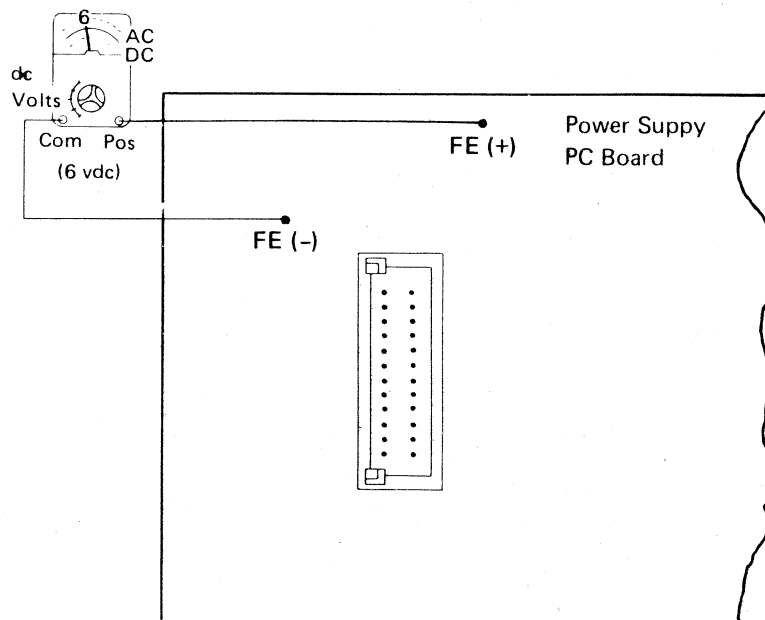 6
AC
DC
dc
Volts
Com Pos
(6 vdc)
FE (+)
Power Suppy
PC Board
FE (-)